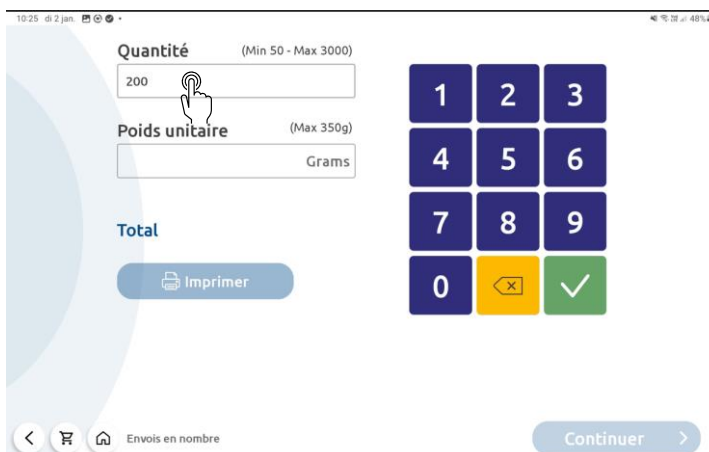 10:25 di 2 jan.
48%
Quantité (Min 50 - Max 3000)
200
Poids unitaire (Max 350g)
Grams
Total
Imprimer
1 2 3
4 5 6
7 8 9
0
Envois en nombre
Continuer